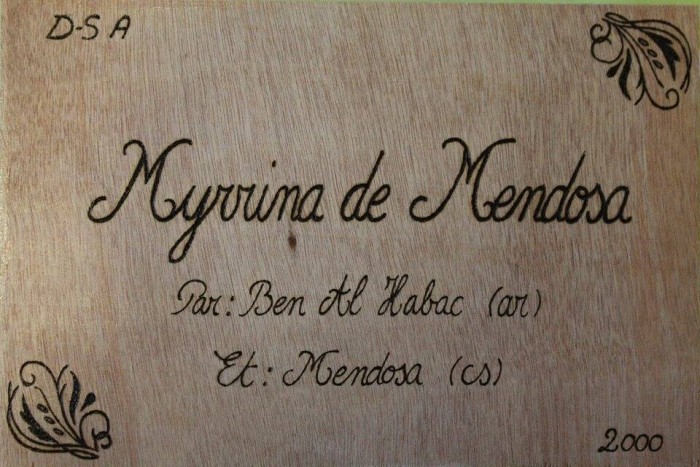 D-S A
Myrrina de Mendosa
Par: Ben Al Habac (ar)
Et: Mendosa (cs)
2000